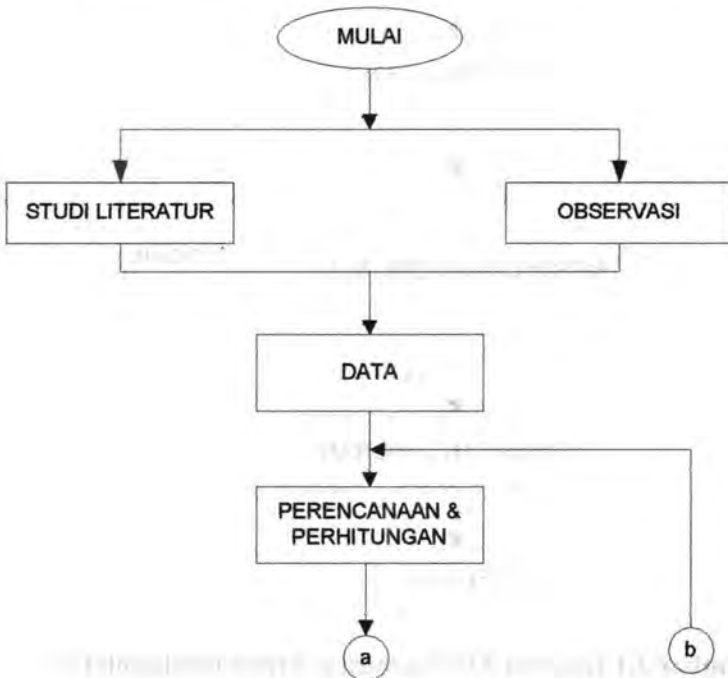 MULAI
STUDI LITERATUR
OBSERVASI
DATA
PERENCANAAN &
PERHITUNGAN
a
b